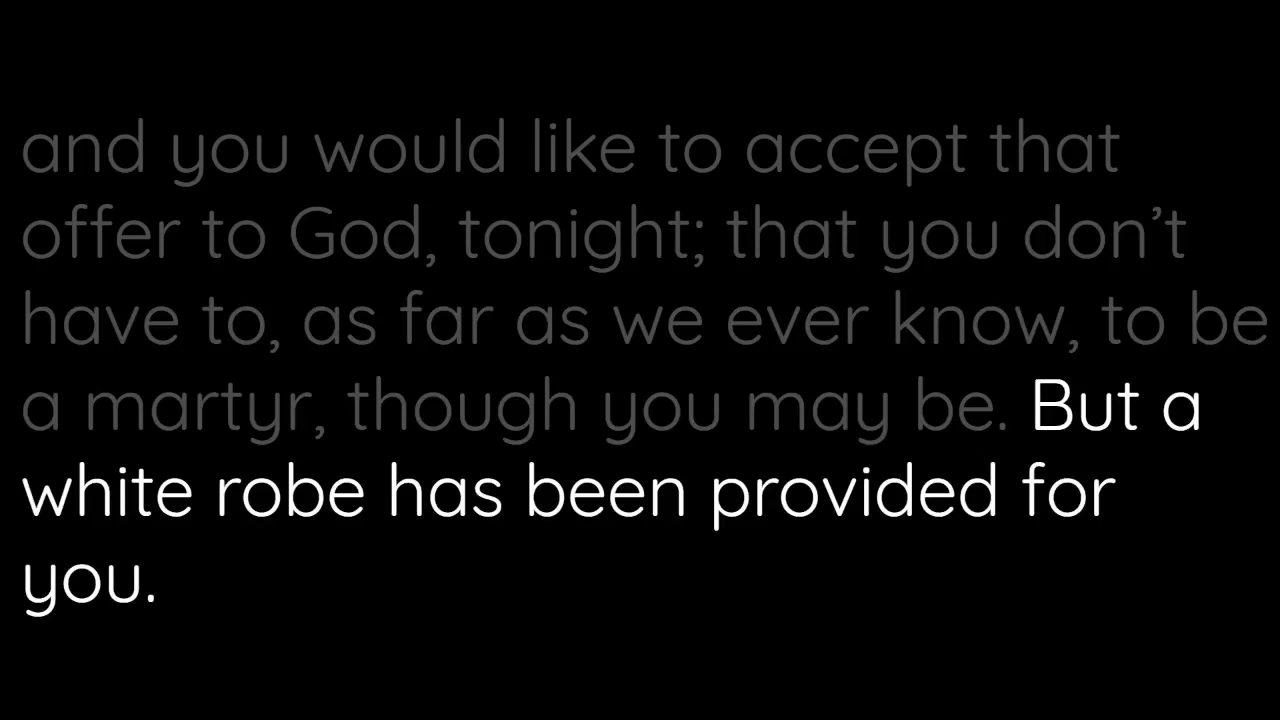 and you would like to accept that
offer to God, tonight; that you don’t
have to, as far as we ever know, to be
a martyr, though you may be. But a
white robe has been provided for
you.